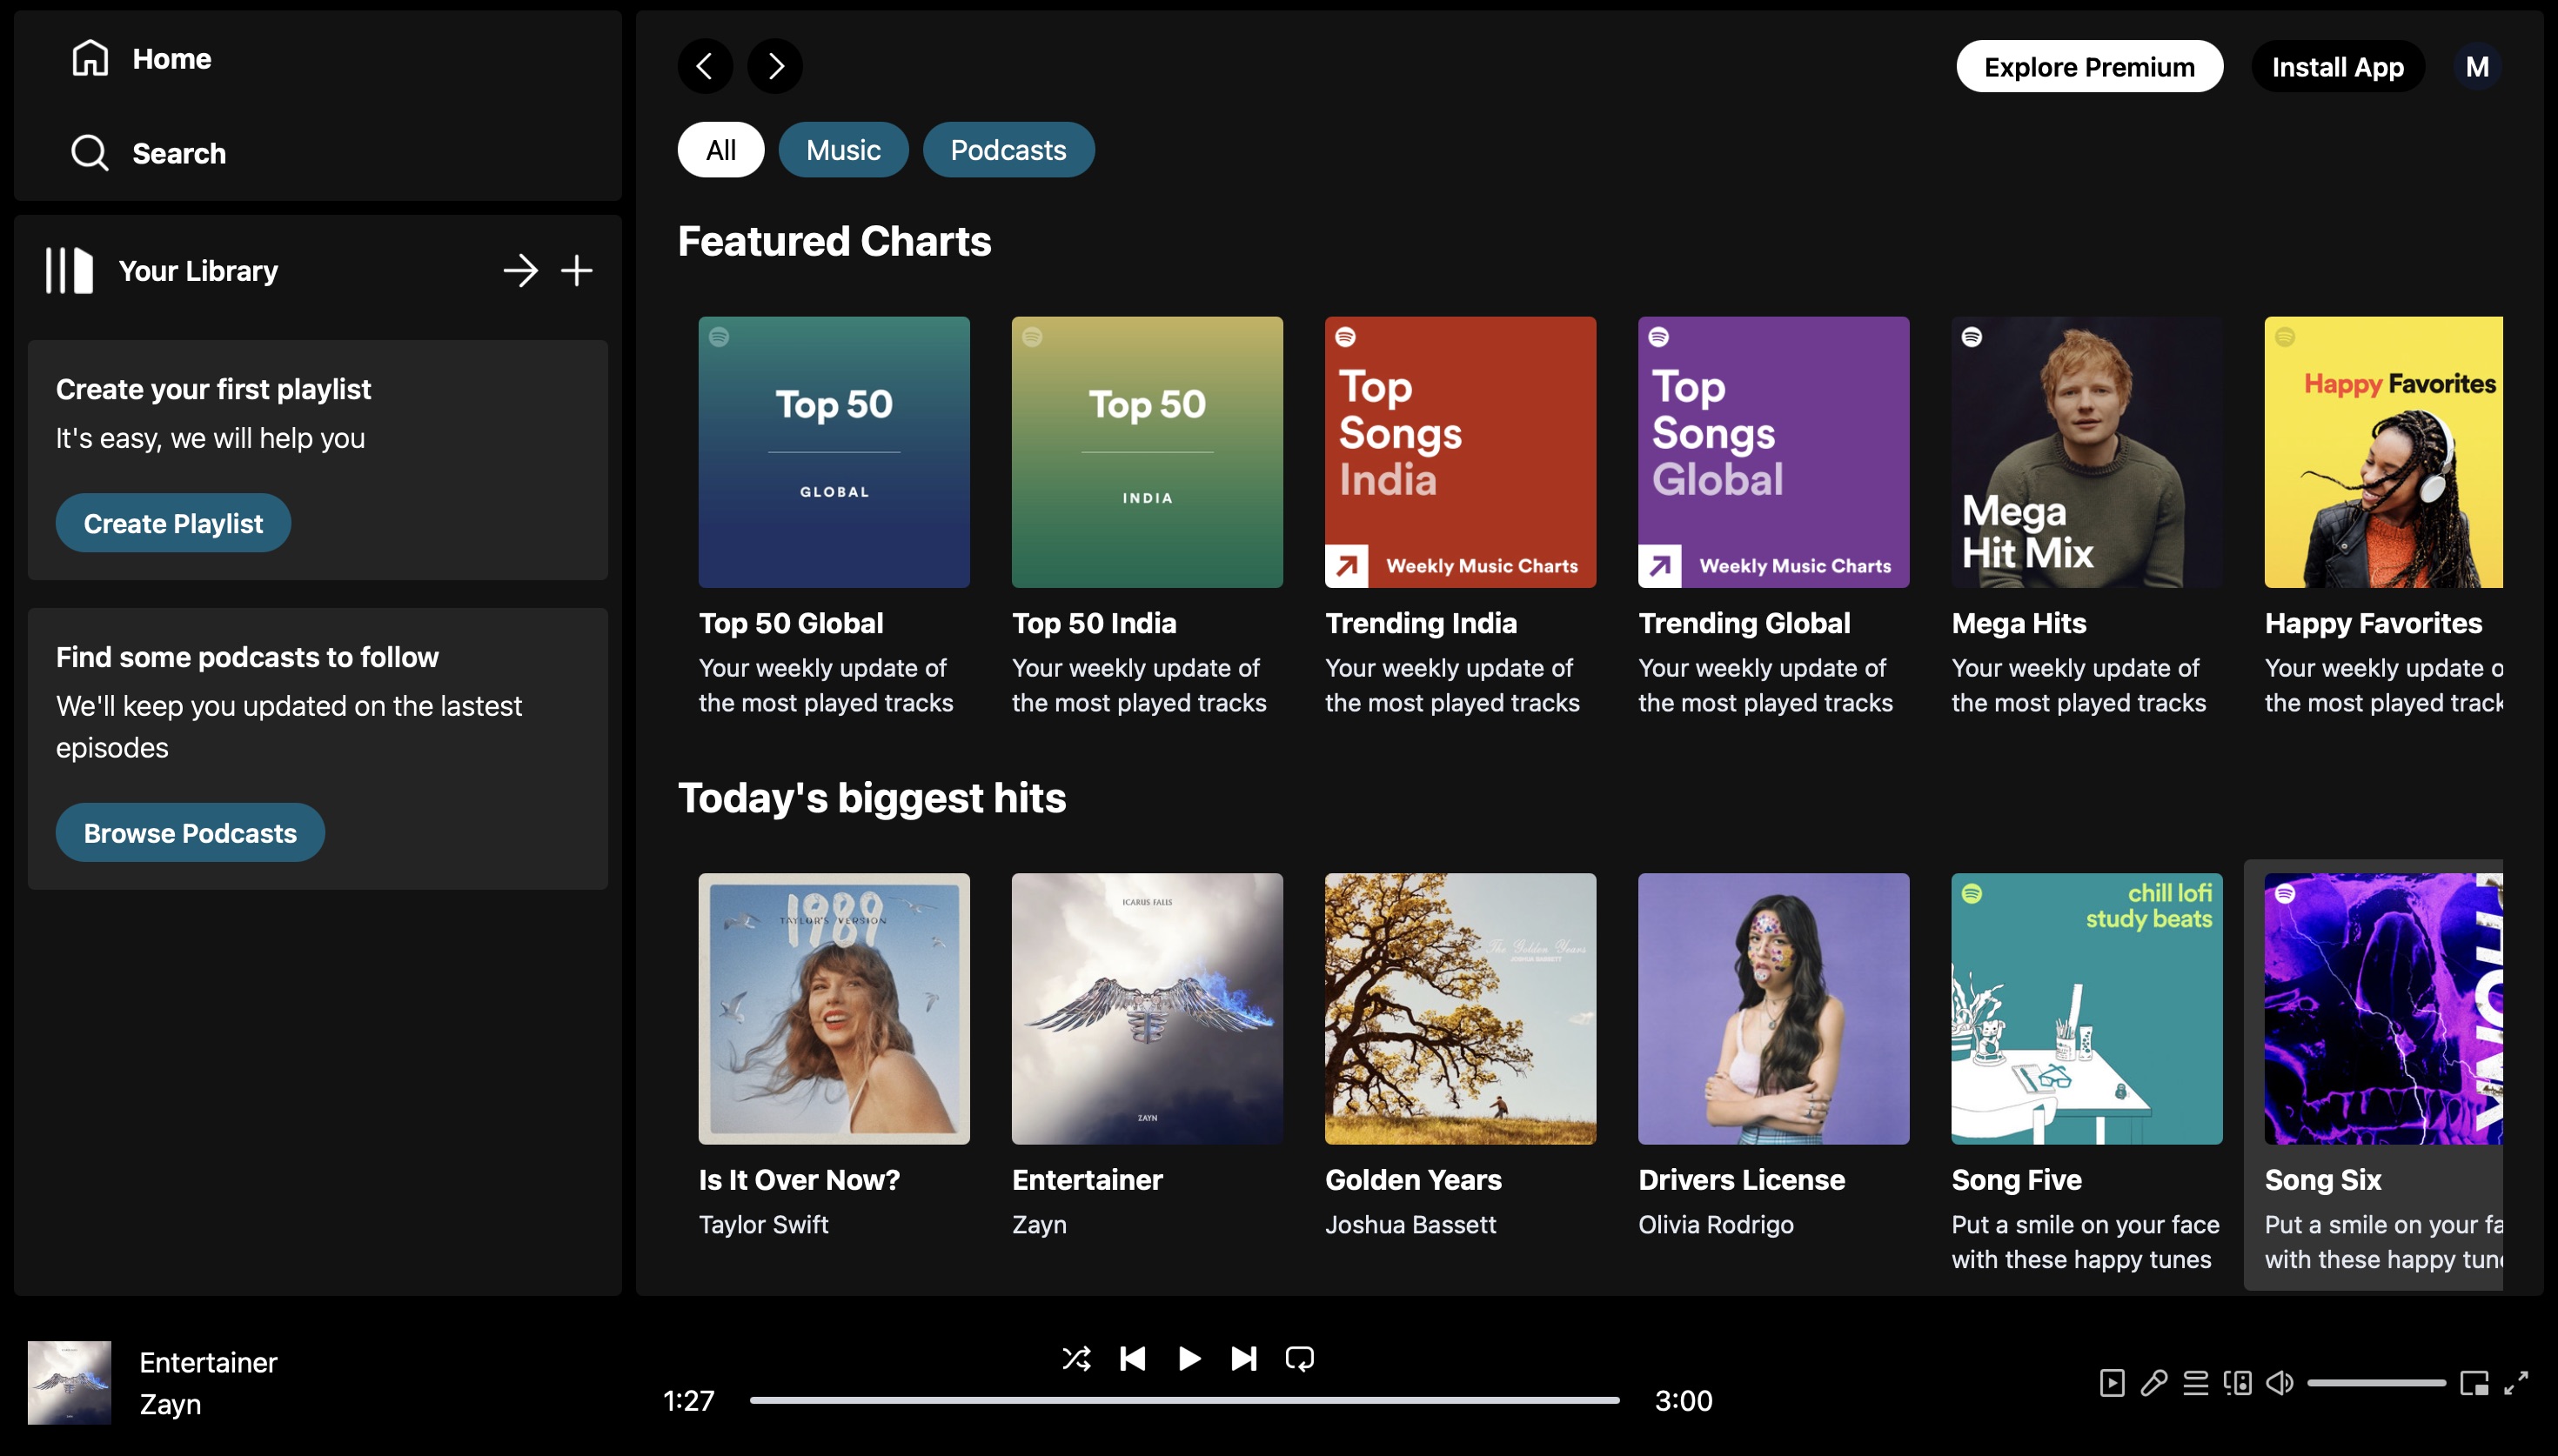 Home
Search
Your Library
Create your first playlist
It's easy, we will help you
Create Playlist
Find some podcasts to follow
We'll keep you updated on the lastest
episodes
Browse Podcasts
Explore Premium
Install App
M
All
Music
Podcasts
Featured Charts
Top 50
GLOBAL
Top 50 Global
Your weekly update of
the most played tracks
Top 50
INDIA
Top 50 India
Your weekly update of
the most played tracks
Top
Songs
India
Weekly Music Charts
Trending India
Your weekly update of
the most played tracks
Top
Songs
Global
Weekly Music Charts
Trending Global
Your weekly update of
the most played tracks
Mega
Hit Mix
Mega Hits
Your weekly update of
the most played tracks
Happy Favorites
Happy Favorites
Your weekly update
the most played
Today's biggest hits
1989
TAYLOR'S VERSION
Is It Over Now?
Taylor Swift
ICARUS FALLS
ZAYN
Entertainer
Zayn
The Golden Years
JOSHUA BASSETT
Golden Years
Joshua Bassett
Drivers License
Olivia Rodrigo
chill lofi
study beats
Song Five
Put a smile on your face
with these happy tunes
Song Six
Put a smile on your
with these happy
Entertainer
Zayn
1:27
3:00